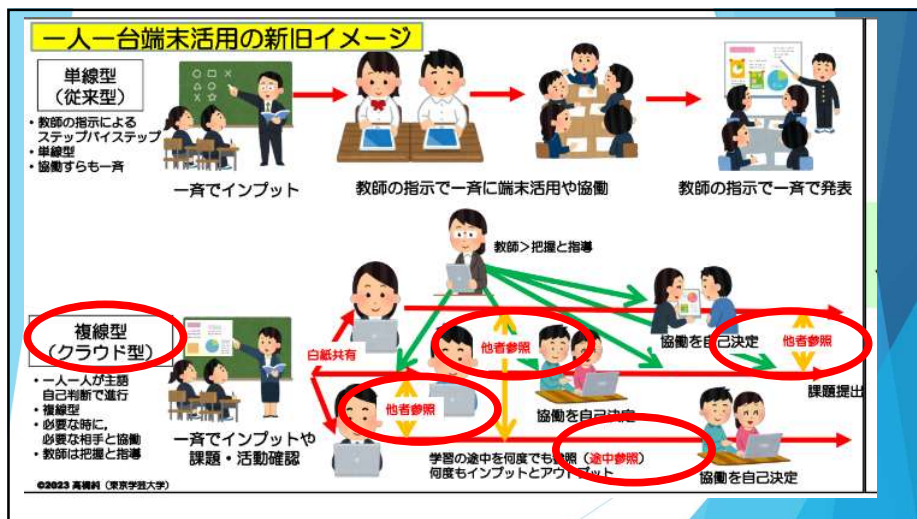 一人一台端末活用の新旧イメージ
単線型
(従来型)
・教師の指示による
ステップバイステップ
・単線型
・協働すらも一斉
一斉でインプット
教師の指示で一斉に端末活用や協働
教師の指示で一斉で発表
教師>把握と指導
複線型
(クラウド型)
・一人一人が主語
自己判断で進行
・複線型
・必要な時に,
必要な相手と協働
・教師は把握と指導
一斉でインプットや
課題・活動確認
白紙共有
他者参照
他者参照
協働を自己決定
協働を自己決定
他者参照
課題提出
学習の途中を何度でも参照(途中参照)
何度もインプットとアウトプット
協働を自己決定
©2023 高橋純(東京学芸大学)